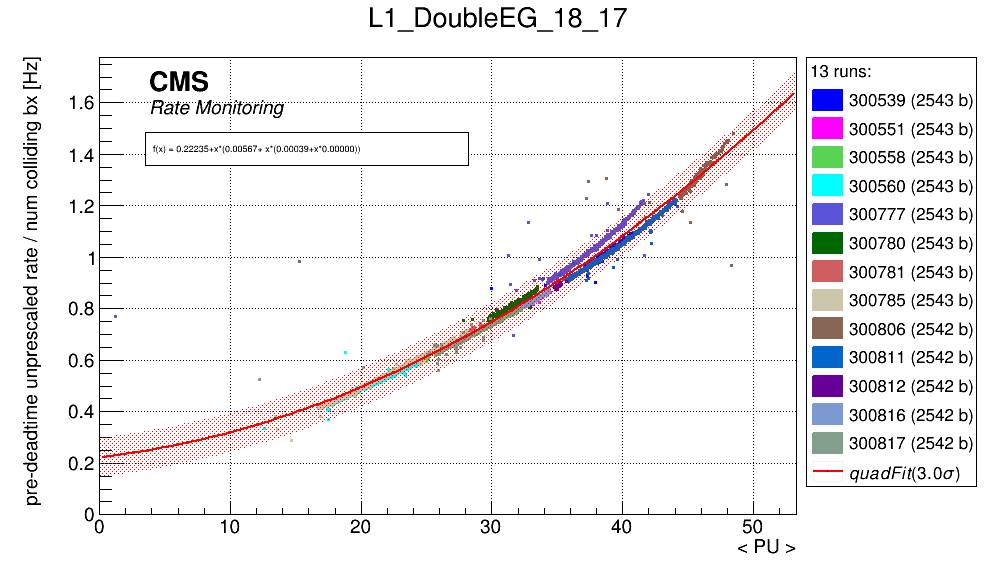 L1_DoubleEG_18_17
pre-deadtime unprescaled rate / num colliding bx [Hz]
CMS
Rate Monitoring
f(x) = 0.22235+x*(0.00567+ x*(0.00039+x*0.00000))
1.6
1.4
1.2
1
0.8
0.6
0.4
0.2
0
0 10 20 30 40 50
< PU >
13 runs:
300539 (2543 b)
300551 (2543 b)
300558 (2543 b)
300560 (2543 b)
300777 (2543 b)
300780 (2543 b)
300781 (2543 b)
300785 (2543 b)
300806 (2542 b)
300811 (2542 b)
300812 (2542 b)
300816 (2542 b)
300817 (2542 b)
quadFit(3.0σ)